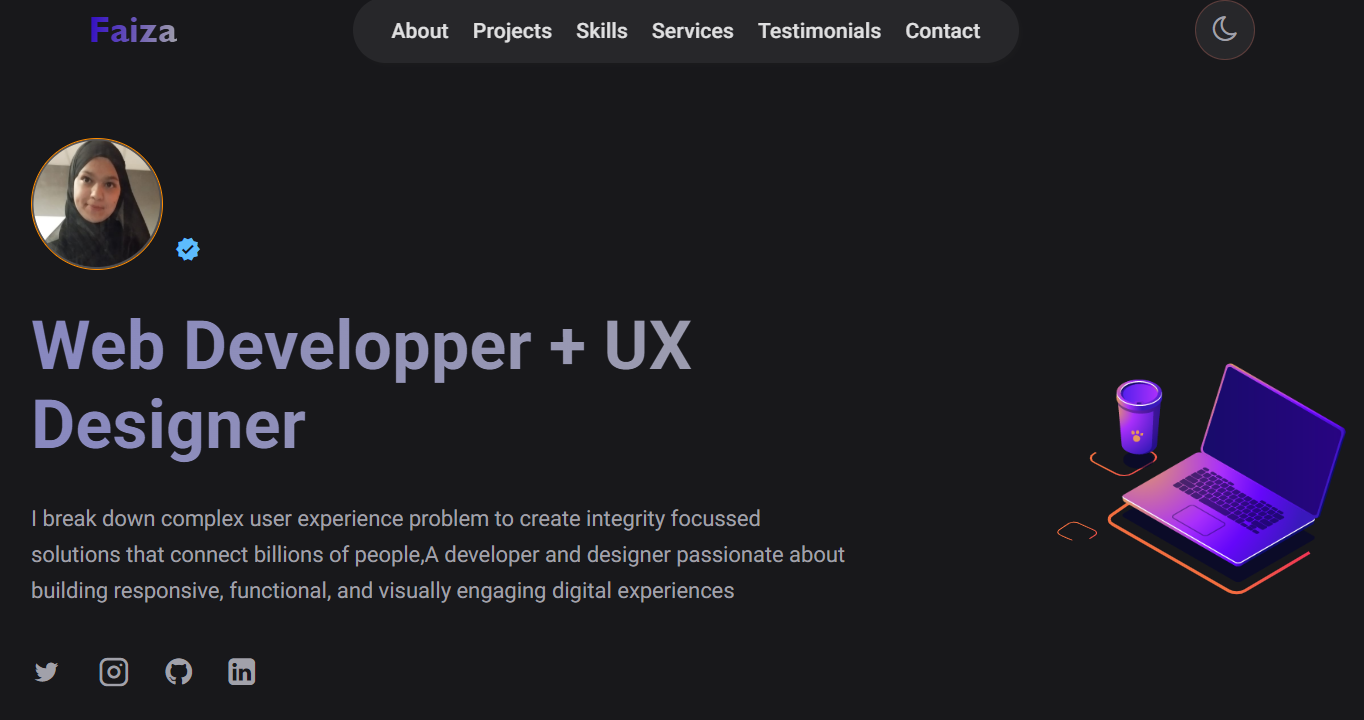 Faiza
About Projects Skills Services Testimonials Contact
Web Developper + UX
Designer
I break down complex user experience problem to create integrity focussed
solutions that connect billions of people,A developer and designer passionate about
building responsive, functional, and visually engaging digital experiences
in